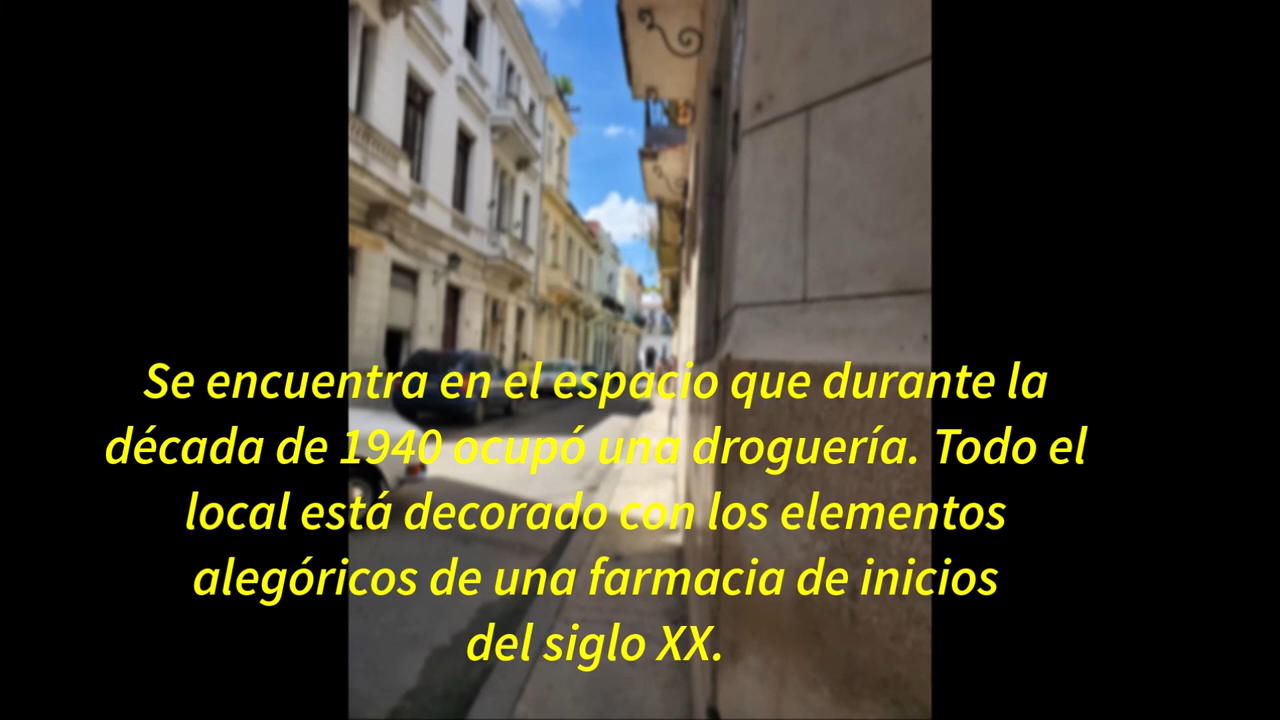 Se encuentra en el espacio que durante la
década de 1940 ocupó una droguería. Todo el
local está decorado con los elementos
alegóricos de una farmacia de inicios
del siglo XX.